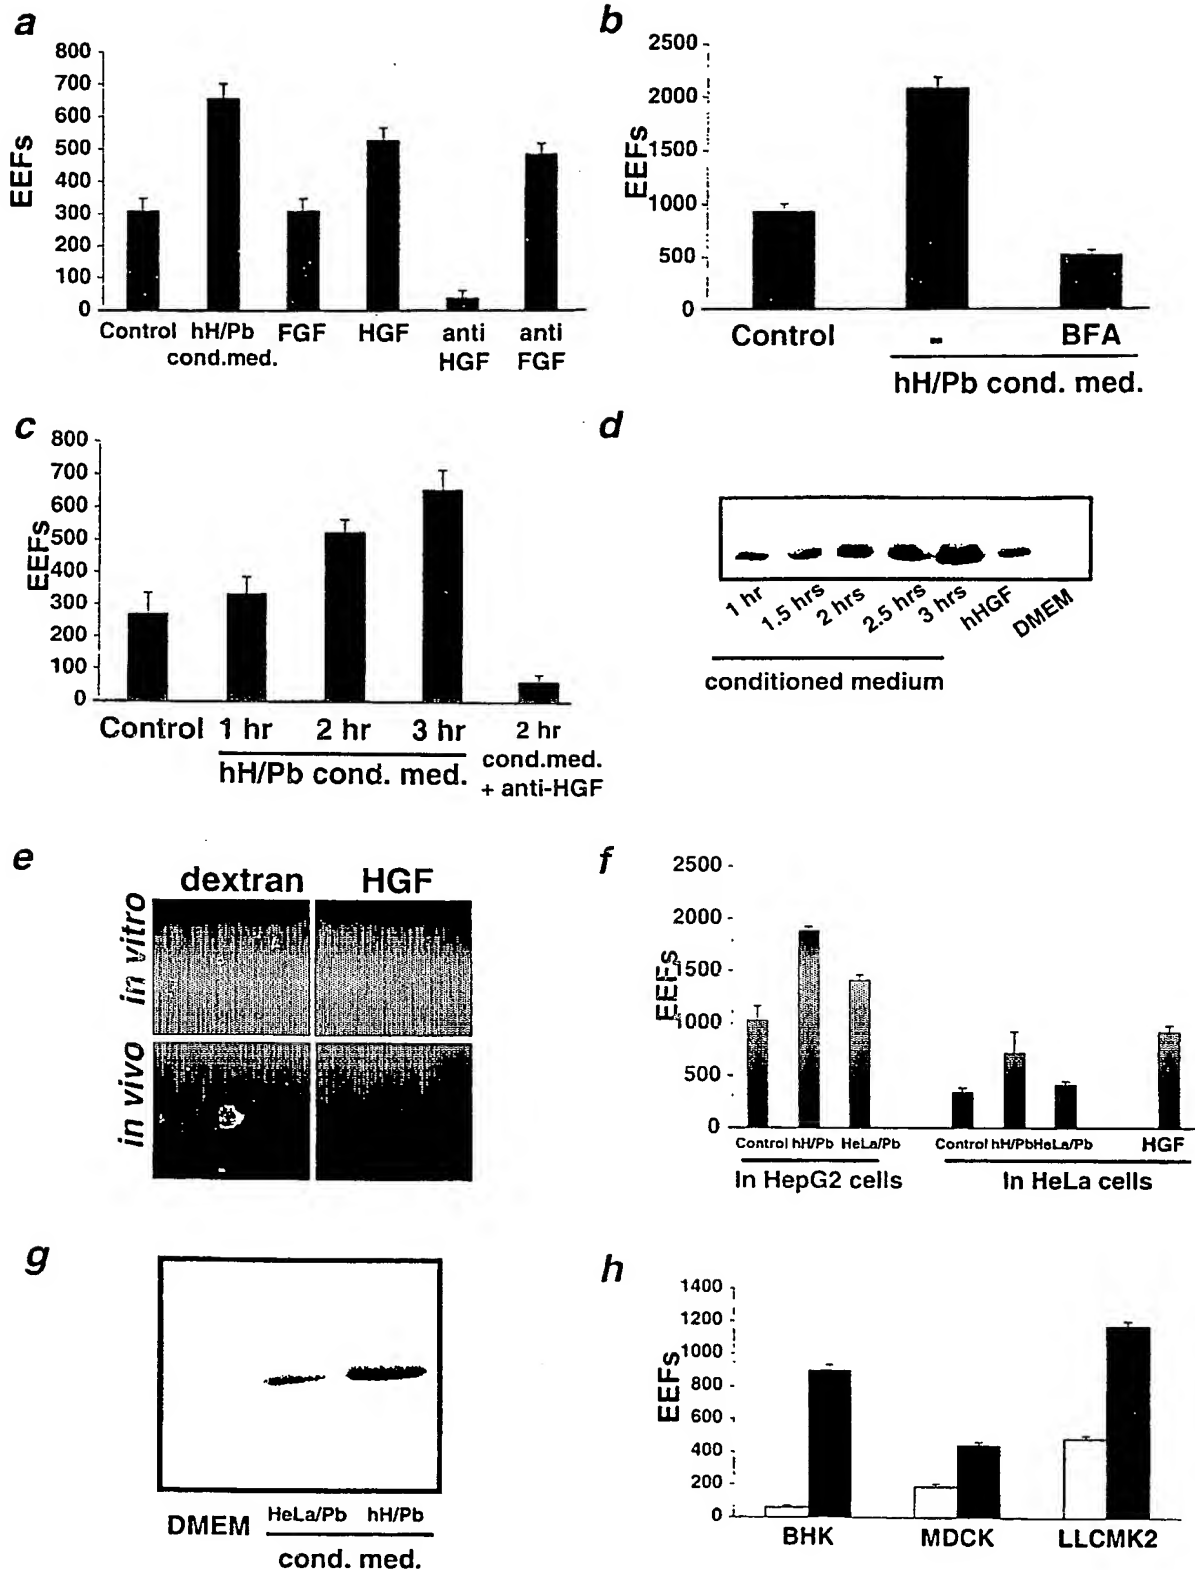 a
800
700
600
500
400
300
200
100
0
EEFs
Control hH/Pb FGF HGF anti anti
cond.med. HGF FGF
b
2500
2000
1500
1000
500
0
EEFs
Control - BFA
hH/Pb cond. med.
c
800
700
600
500
400
300
200
100
0
EEFs
Control 1 hr 2 hr 3 hr 2 hr
hH/Pb cond. med. cond.med.
+ anti-HGF
d
1 hr 1.5 hrs 2 hrs 2.5 hrs 3 hrs hHGF DMEM
conditioned medium
e
dextran HGF
in vitro
in vivo
f
2500
2000
1500
1000
500
0
EEFs
Control hH/Pb HeLa/Pb Control hH/Pb HeLa/Pb HGF
In HepG2 cells In HeLa cells
g
DMEM HeLa/Pb hH/Pb
cond. med.
h
1400
1200
1000
800
600
400
200
0
EEFs
BHK MDCK LLCMK2